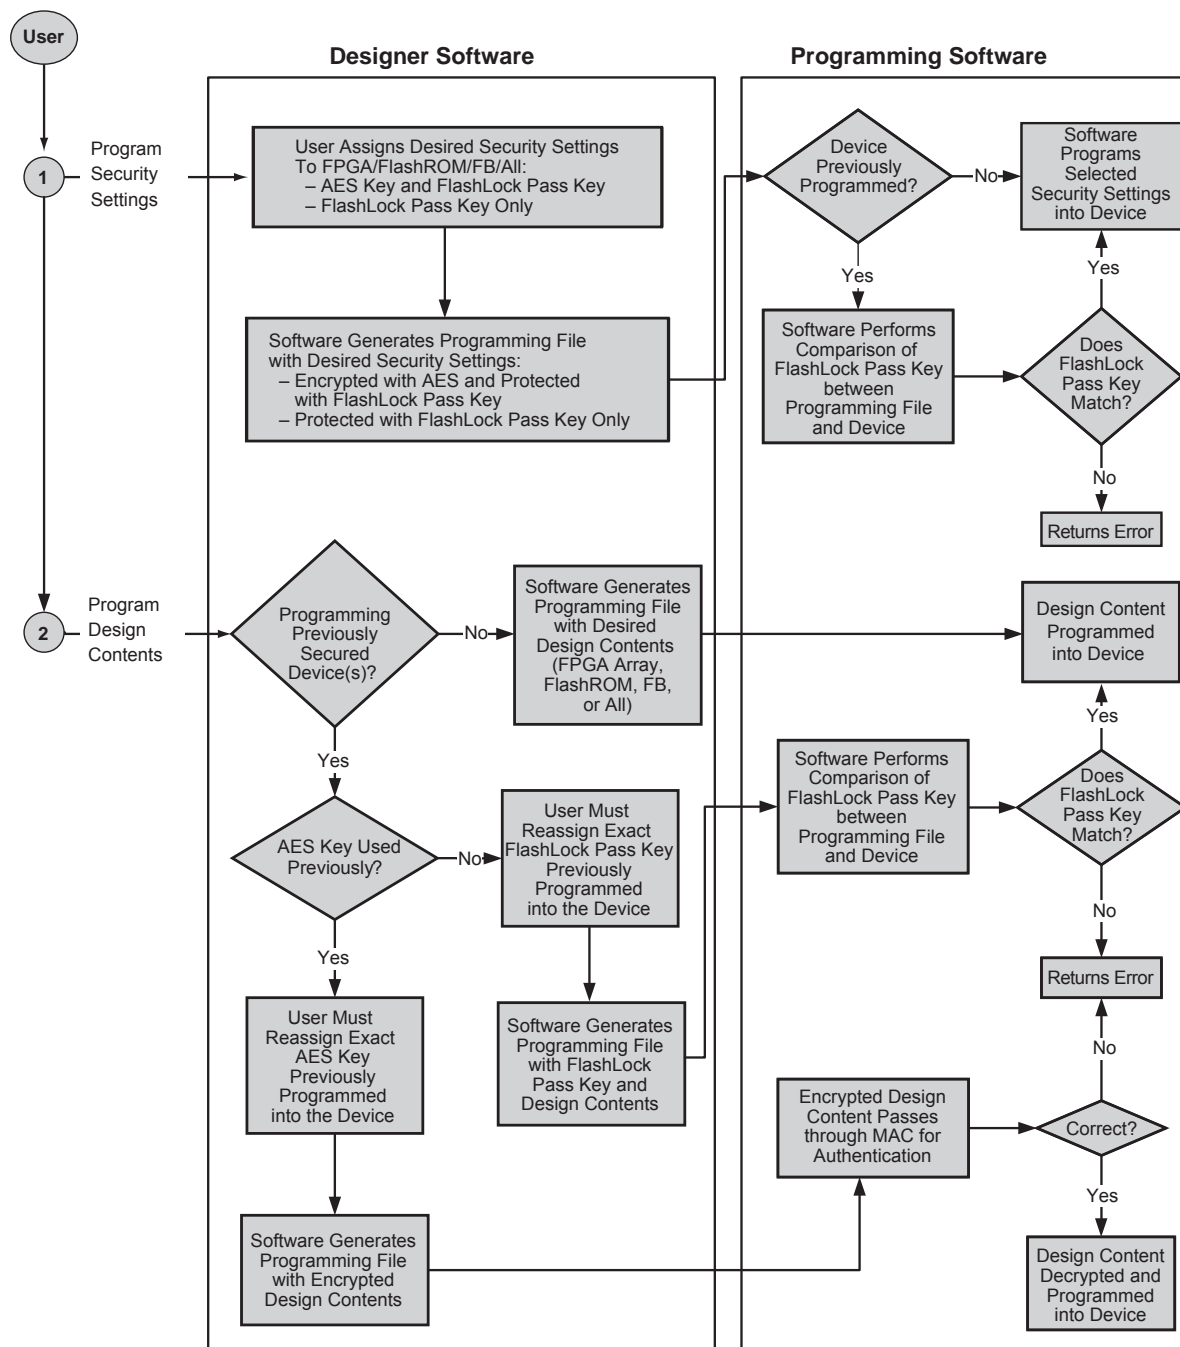 User
Designer Software
Programming Software
1
Program
Security
Settings
User Assigns Desired Security Settings
To FPGA/FlashROM/FB/All:
– AES Key and FlashLock Pass Key
– FlashLock Pass Key Only
Software Generates Programming File
with Desired Security Settings:
– Encrypted with AES and Protected
with FlashLock Pass Key
– Protected with FlashLock Pass Key Only
Device
Previously
Programmed?
No
Software
Programs
Selected
Security Settings
into Device
Yes
Yes
Software Performs
Comparison of
FlashLock Pass Key
between
Programming File
and Device
Does
FlashLock
Pass Key
Match?
No
Returns Error
2
Program
Design
Contents
Programming
Previously
Secured
Device(s)?
No
Software Generates
Programming File
with Desired
Design Contents
(FPGA Array,
FlashROM, FB,
or All)
Design Content
Programmed
into Device
Yes
Yes
AES Key Used
Previously?
No
User Must
Reassign Exact
FlashLock Pass Key
Previously
Programmed
into the Device
Software Performs
Comparison of
FlashLock Pass Key
between
Programming File
and Device
Does
FlashLock
Pass Key
Match?
No
Returns Error
Yes
User Must
Reassign Exact
AES Key
Previously
Programmed
into the Device
Software Generates
Programming File
with FlashLock
Pass Key and
Design Contents
No
Encrypted Design
Content Passes
through MAC for
Authentication
Correct?
Yes
Software Generates
Programming File
with Encrypted
Design Contents
Design Content
Decrypted and
Programmed
into Device